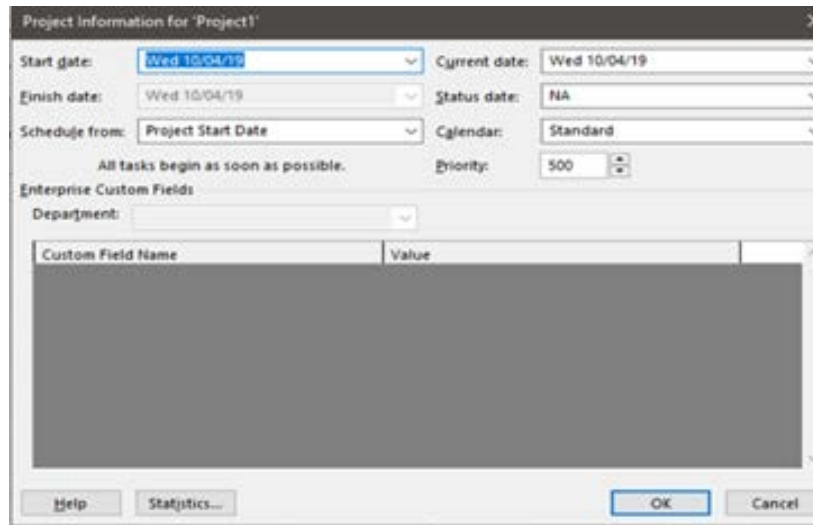 Project Information for 'Project1'
Start date: Wed 10/04/19 Current date: Wed 10/04/19
Finish date: Wed 10/04/19 Status date: NA
Schedule from: Project Start Date Calendar: Standard
All tasks begin as soon as possible. Priority: 500
Enterprise Custom Fields
Department:
Custom Field Name Value
Help Statistics... OK Cancel